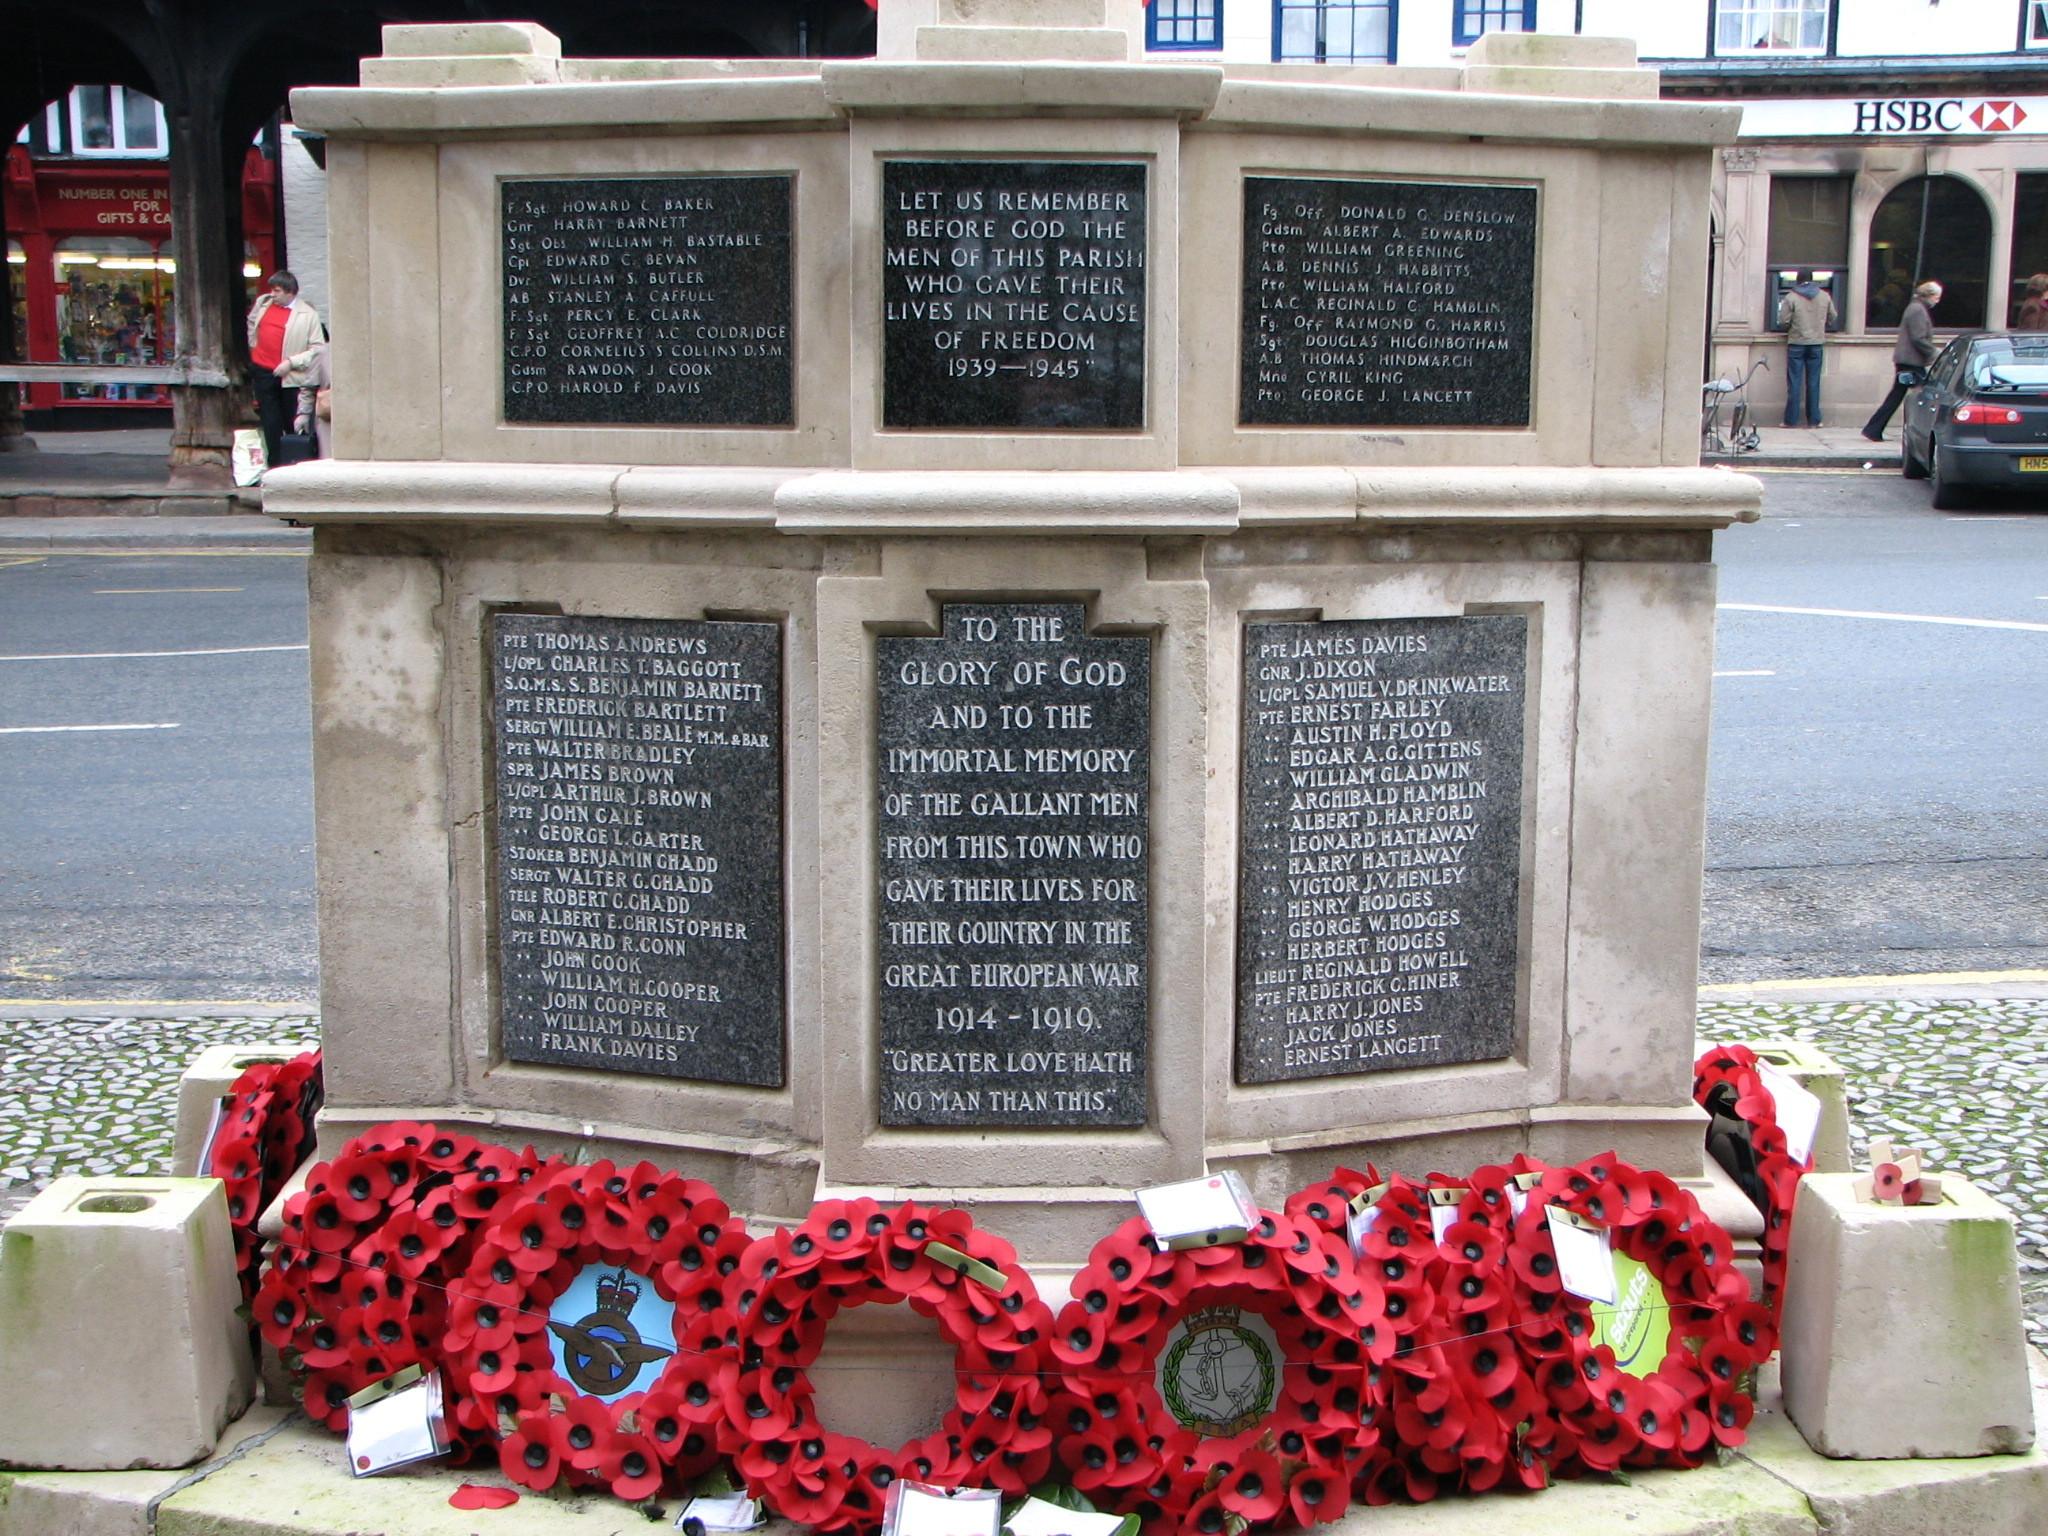 HSBC
NUMBER ONE IN
FOR
GIFTS & CA
F. Sgt. HOWARD C. BAKER
Gnr. HARRY BARNETT
Sgt. Obs. WILLIAM H. BASTABLE
Cpl. EDWARD C. BEVAN
Dvr. WILLIAM S. BUTLER
A.B. STANLEY A. CAFFULL
F. Sgt. PERCY E. CLARK
F. Sgt. GEOFFREY A.C. COLDRIDGE
C.P.O. CORNELIUS S. COLLINS D.S.M.
Gdsm. RAWDON J. COOK
C.P.O. HAROLD F. DAVIS
LET US REMEMBER
BEFORE GOD THE
MEN OF THIS PARISH
WHO GAVE THEIR
LIVES IN THE CAUSE
OF FREEDOM
1939—1945"
Fg. Off. DONALD G. DENSLOW
Gdsm. ALBERT A. EDWARDS
Pte. WILLIAM GREENING
A.B. DENNIS J. HABBITTS
Pte. WILLIAM HALFORD
L.A.C. REGINALD C. HAMBLIN
Fg. Off. RAYMOND G. HARRIS
Sgt. DOUGLAS HIGGINBOTHAM
A.B. THOMAS HINDMARCH
Mne. CYRIL KING
Pte. GEORGE J. LANCETT
PTE THOMAS ANDREWS
L/CPL CHARLES T. BAGGOTT
S.Q.M.S. S. BENJAMIN BARNETT
PTE FREDERICK BARTLETT
SERGT WILLIAM E. BEALE M.M. & BAR
PTE WALTER BRADLEY
SPR JAMES BROWN
L/CPL ARTHUR J. BROWN
PTE JOHN CALE
" GEORGE L. CARTER
STOKER BENJAMIN CHADD
SERGT WALTER G. CHADD
TELE ROBERT C. CHADD
GNR ALBERT E. CHRISTOPHER
PTE EDWARD R. CONN
" JOHN COOK
" WILLIAM H. COOPER
" JOHN COOPER
" WILLIAM DALLEY
" FRANK DAVIES
TO THE
GLORY OF GOD
AND TO THE
IMMORTAL MEMORY
OF THE GALLANT MEN
FROM THIS TOWN WHO
GAVE THEIR LIVES FOR
THEIR COUNTRY IN THE
GREAT EUROPEAN WAR
1914 - 1919.
"GREATER LOVE HATH
NO MAN THAN THIS."
PTE JAMES DAVIES
GNR J. DIXON
L/CPL SAMUEL V. DRINKWATER
PTE ERNEST FARLEY
" AUSTIN H. FLOYD
" EDGAR A. G. GITTENS
" WILLIAM GLADWIN
" ARCHIBALD HAMBLIN
" ALBERT D. HARFORD
" LEONARD HATHAWAY
" HARRY HATHAWAY
" VICTOR J. V. HENLEY
" HENRY HODGES
" GEORGE W. HODGES
" HERBERT HODGES
LIEUT REGINALD HOWELL
PTE FREDERICK C. HINER
" HARRY J. JONES
" JACK JONES
" ERNEST LANCETT
scouts
be prepared...